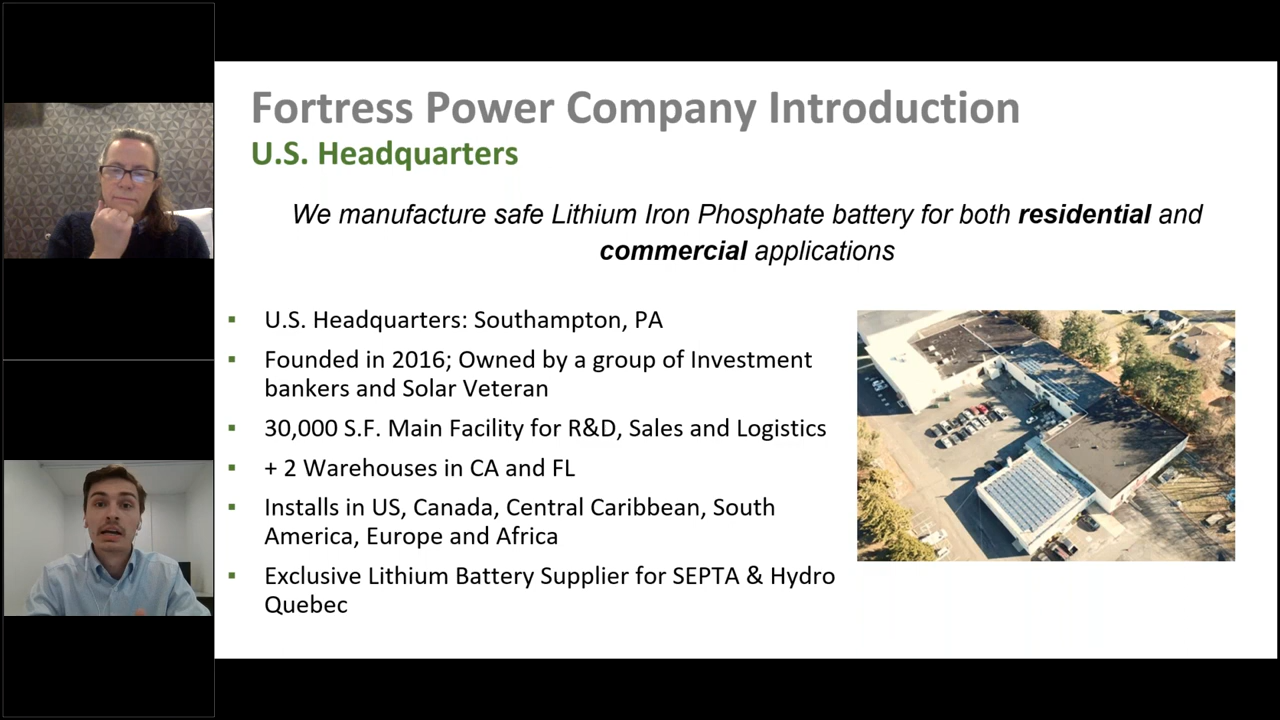 Fortress Power Company Introduction
U.S. Headquarters
We manufacture safe Lithium Iron Phosphate battery for both residential and
commercial applications
▪ U.S. Headquarters: Southampton, PA
▪ Founded in 2016; Owned by a group of Investment
bankers and Solar Veteran
▪ 30,000 S.F. Main Facility for R&D, Sales and Logistics
▪ + 2 Warehouses in CA and FL
▪ Installs in US, Canada, Central Caribbean, South
America, Europe and Africa
▪ Exclusive Lithium Battery Supplier for SEPTA & Hydro
Quebec